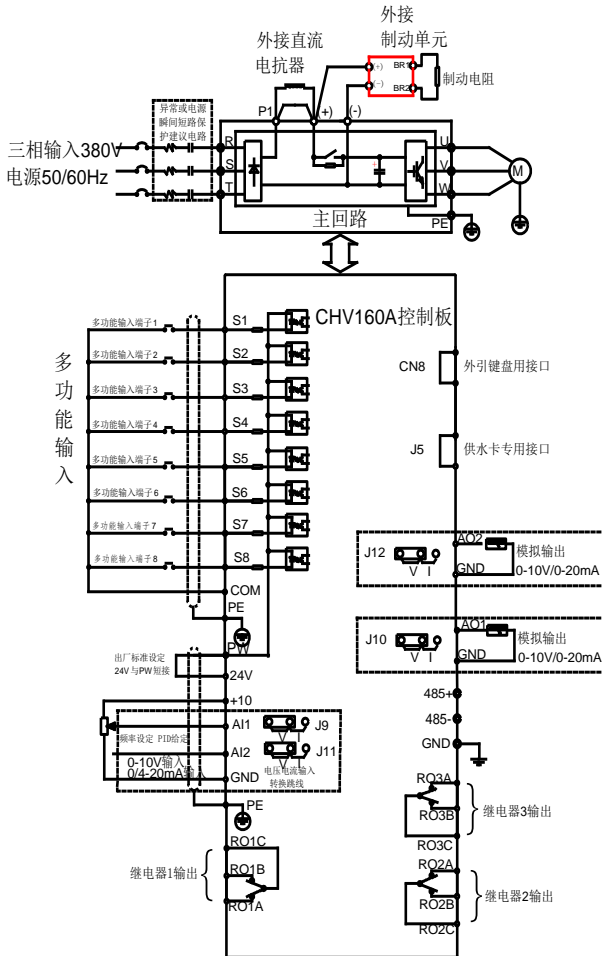 外接
制动单元
外接直流
电抗器
(+) BR1
(-) BR2
制动电阻
P1 (+) (-)
异常或电源
瞬间短路保
护建议电路
三相输入380V
电源50/60Hz
R
S
T
+
U
V
W
M
主回路
PE
CHV160A控制板
多功能输入
多功能输入端子1 S1
多功能输入端子2 S2
多功能输入端子3 S3
多功能输入端子4 S4
多功能输入端子5 S5
多功能输入端子6 S6
多功能输入端子7 S7
多功能输入端子8 S8
COM
PE
PW
出厂标准设定
24V与PW短接
24V
+10
AI1
频率设定 PID给定
AI2
0-10V输入
0/4-20mA输入
GND
V I J9
V I J11
电压电流输入
转换跳线
PE
RO1C
RO1B
RO1A
继电器1输出
CN8 外引键盘用接口
J5 供水卡专用接口
J12
V I
AO2
GND
模拟输出
0-10V/0-20mA
J10
V I
AO1
GND
模拟输出
0-10V/0-20mA
485+
485-
GND
RO3A
RO3B
RO3C
继电器3输出
RO2A
RO2B
RO2C
继电器2输出